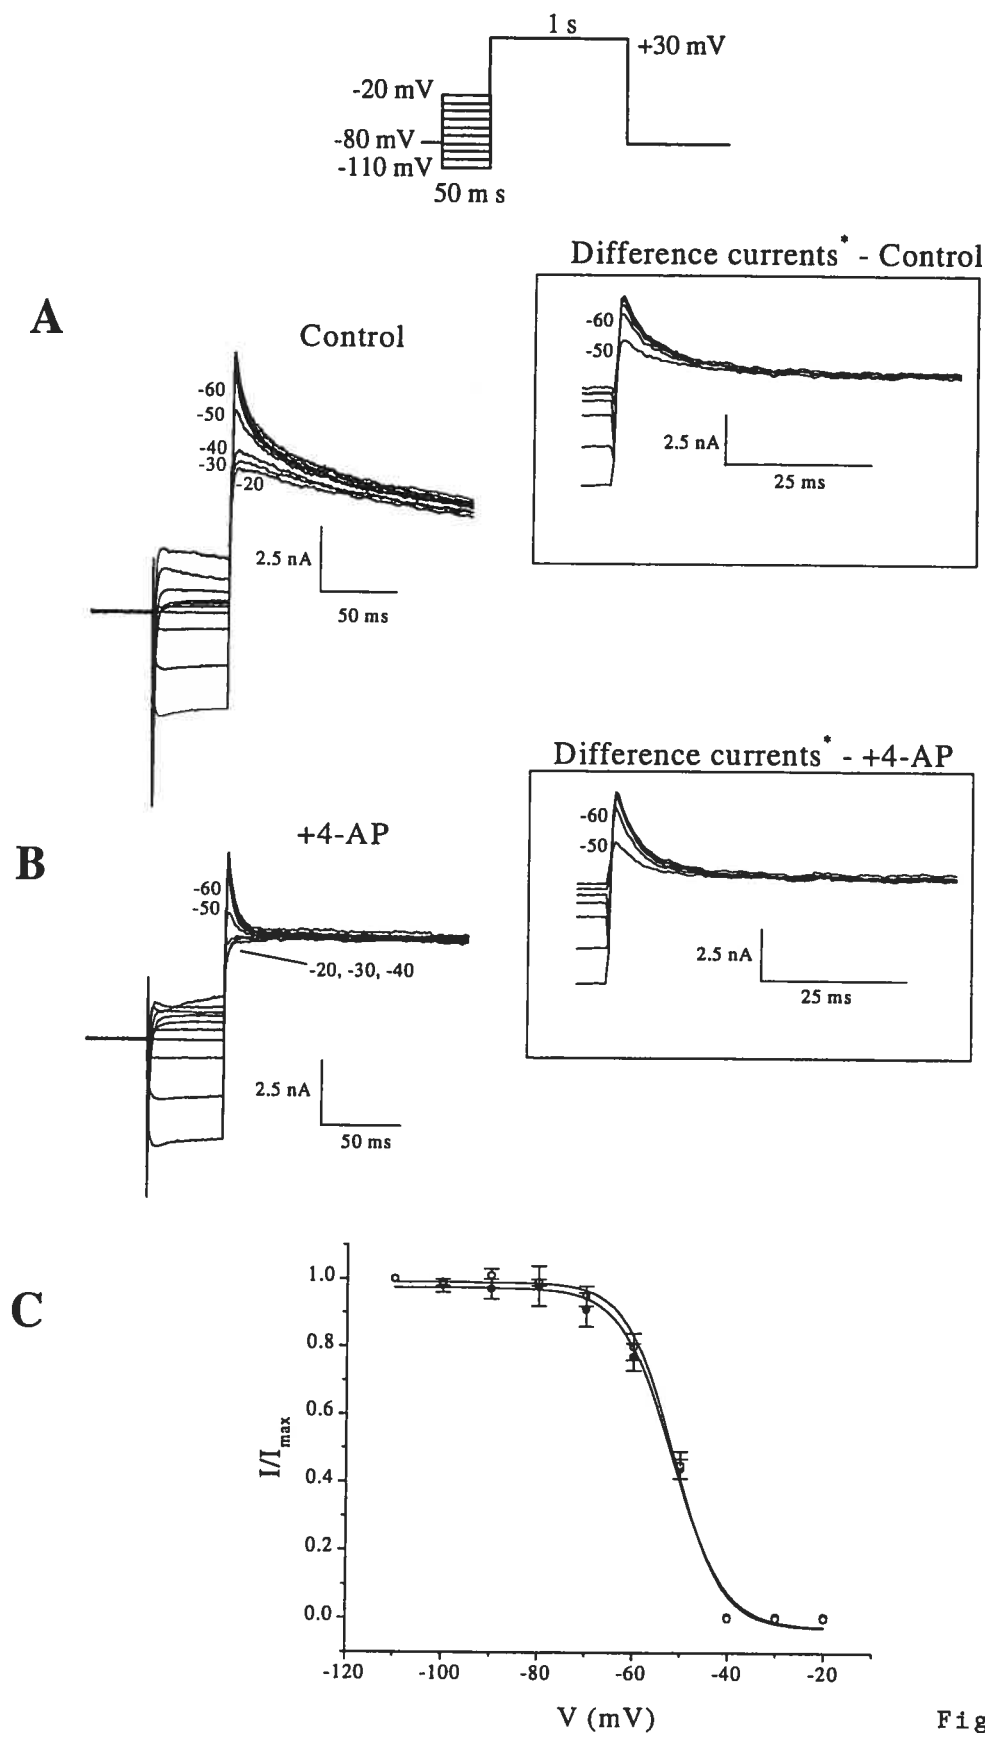 1 s
+30 mV
-20 mV
-80 mV
-110 mV
50 m s
A
Control
-60
-50
-40
-30
-20
2.5 nA
50 ms
Difference currents* - Control
-60
-50
2.5 nA
25 ms
B
+4-AP
-60
-50
-20, -30, -40
2.5 nA
50 ms
Difference currents* - +4-AP
-60
-50
2.5 nA
25 ms
C
I/Imax
1.0
0.8
0.6
0.4
0.2
0.0
-120 -100 -80 -60 -40 -20
V (mV)
Fig